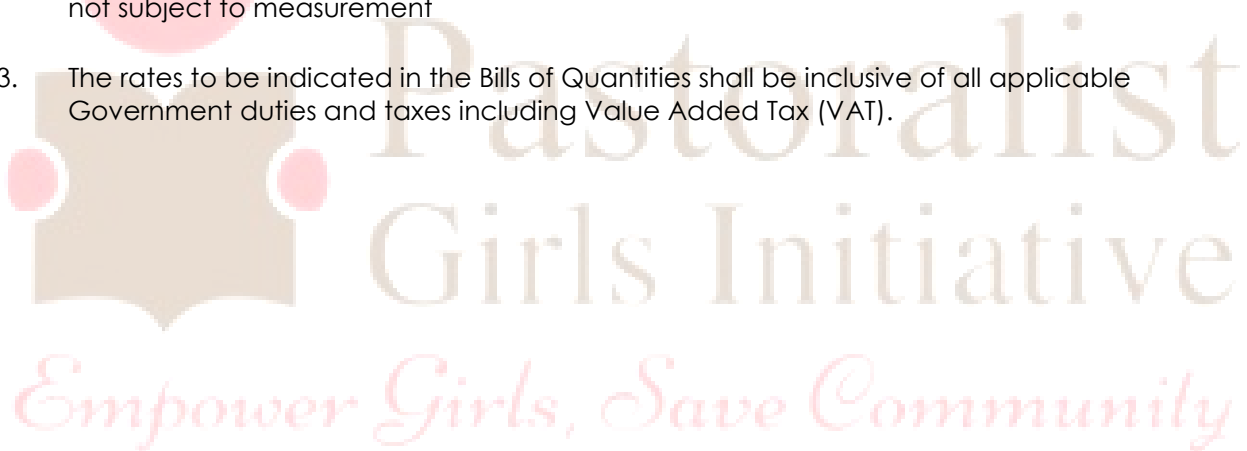 not subject to measurement
3. The rates to be indicated in the Bills of Quantities shall be inclusive of all applicable
Government duties and taxes including Value Added Tax (VAT).
Pastoralist
Girls Initiative
Empower Girls, Save Community